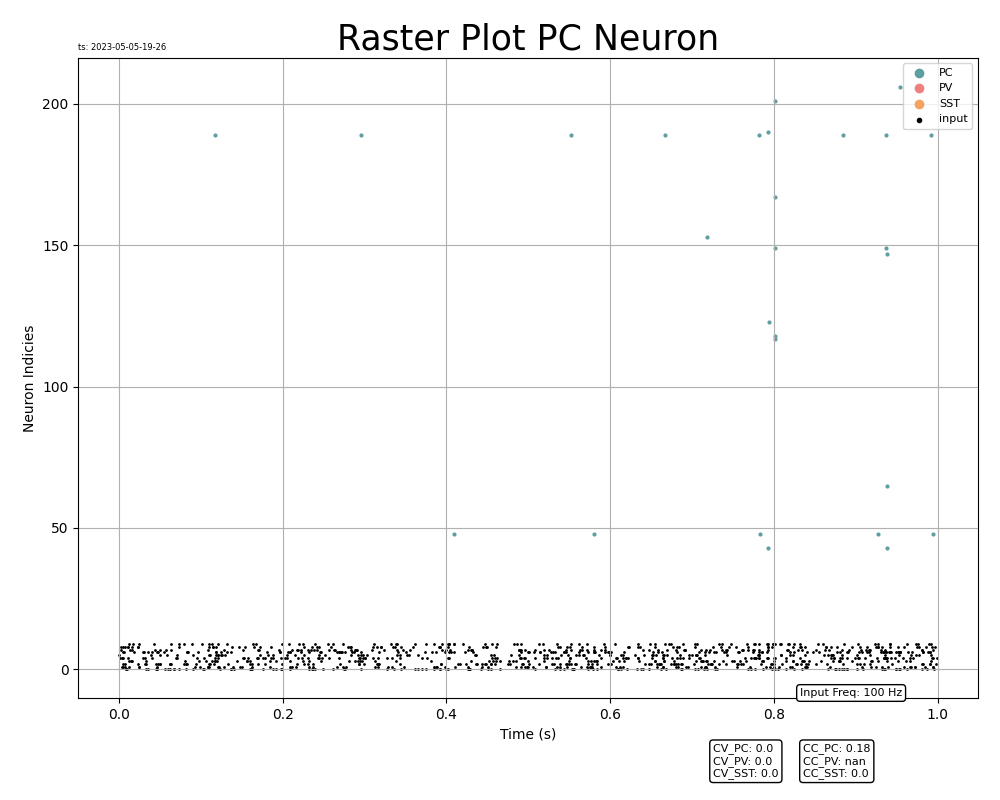 Raster Plot PC Neuron
ts: 2023-05-05-19-26
PC
PV
SST
input
200
150
100
50
0
Neuron Indicies
0.0 0.2 0.4 0.6 0.8 1.0
Input Freq: 100 Hz
Time (s)
CV_PC: 0.0
CV_PV: 0.0
CV_SST: 0.0
CC_PC: 0.18
CC_PV: nan
CC_SST: 0.0